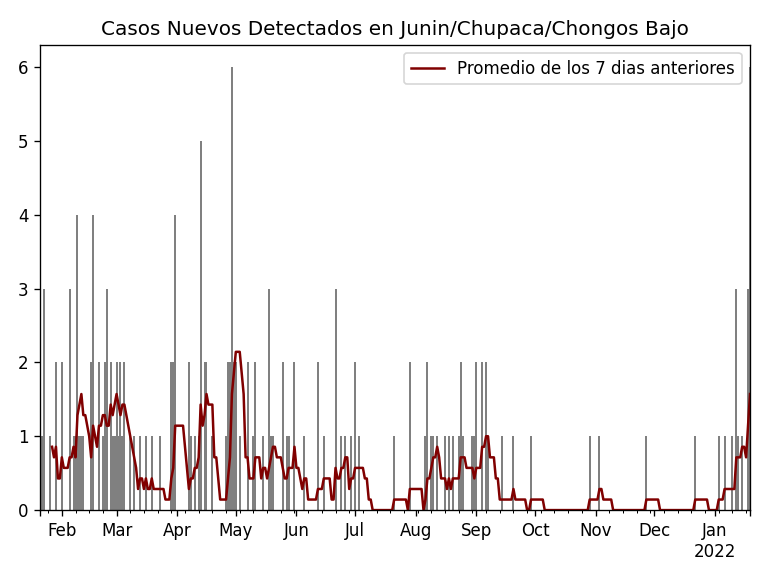 Casos Nuevos Detectados en Junin/Chupaca/Chongos Bajo
Promedio de los 7 dias anteriores
6
5
4
3
2
1
0
Feb Mar Apr May Jun Jul Aug Sep Oct Nov Dec Jan
2022